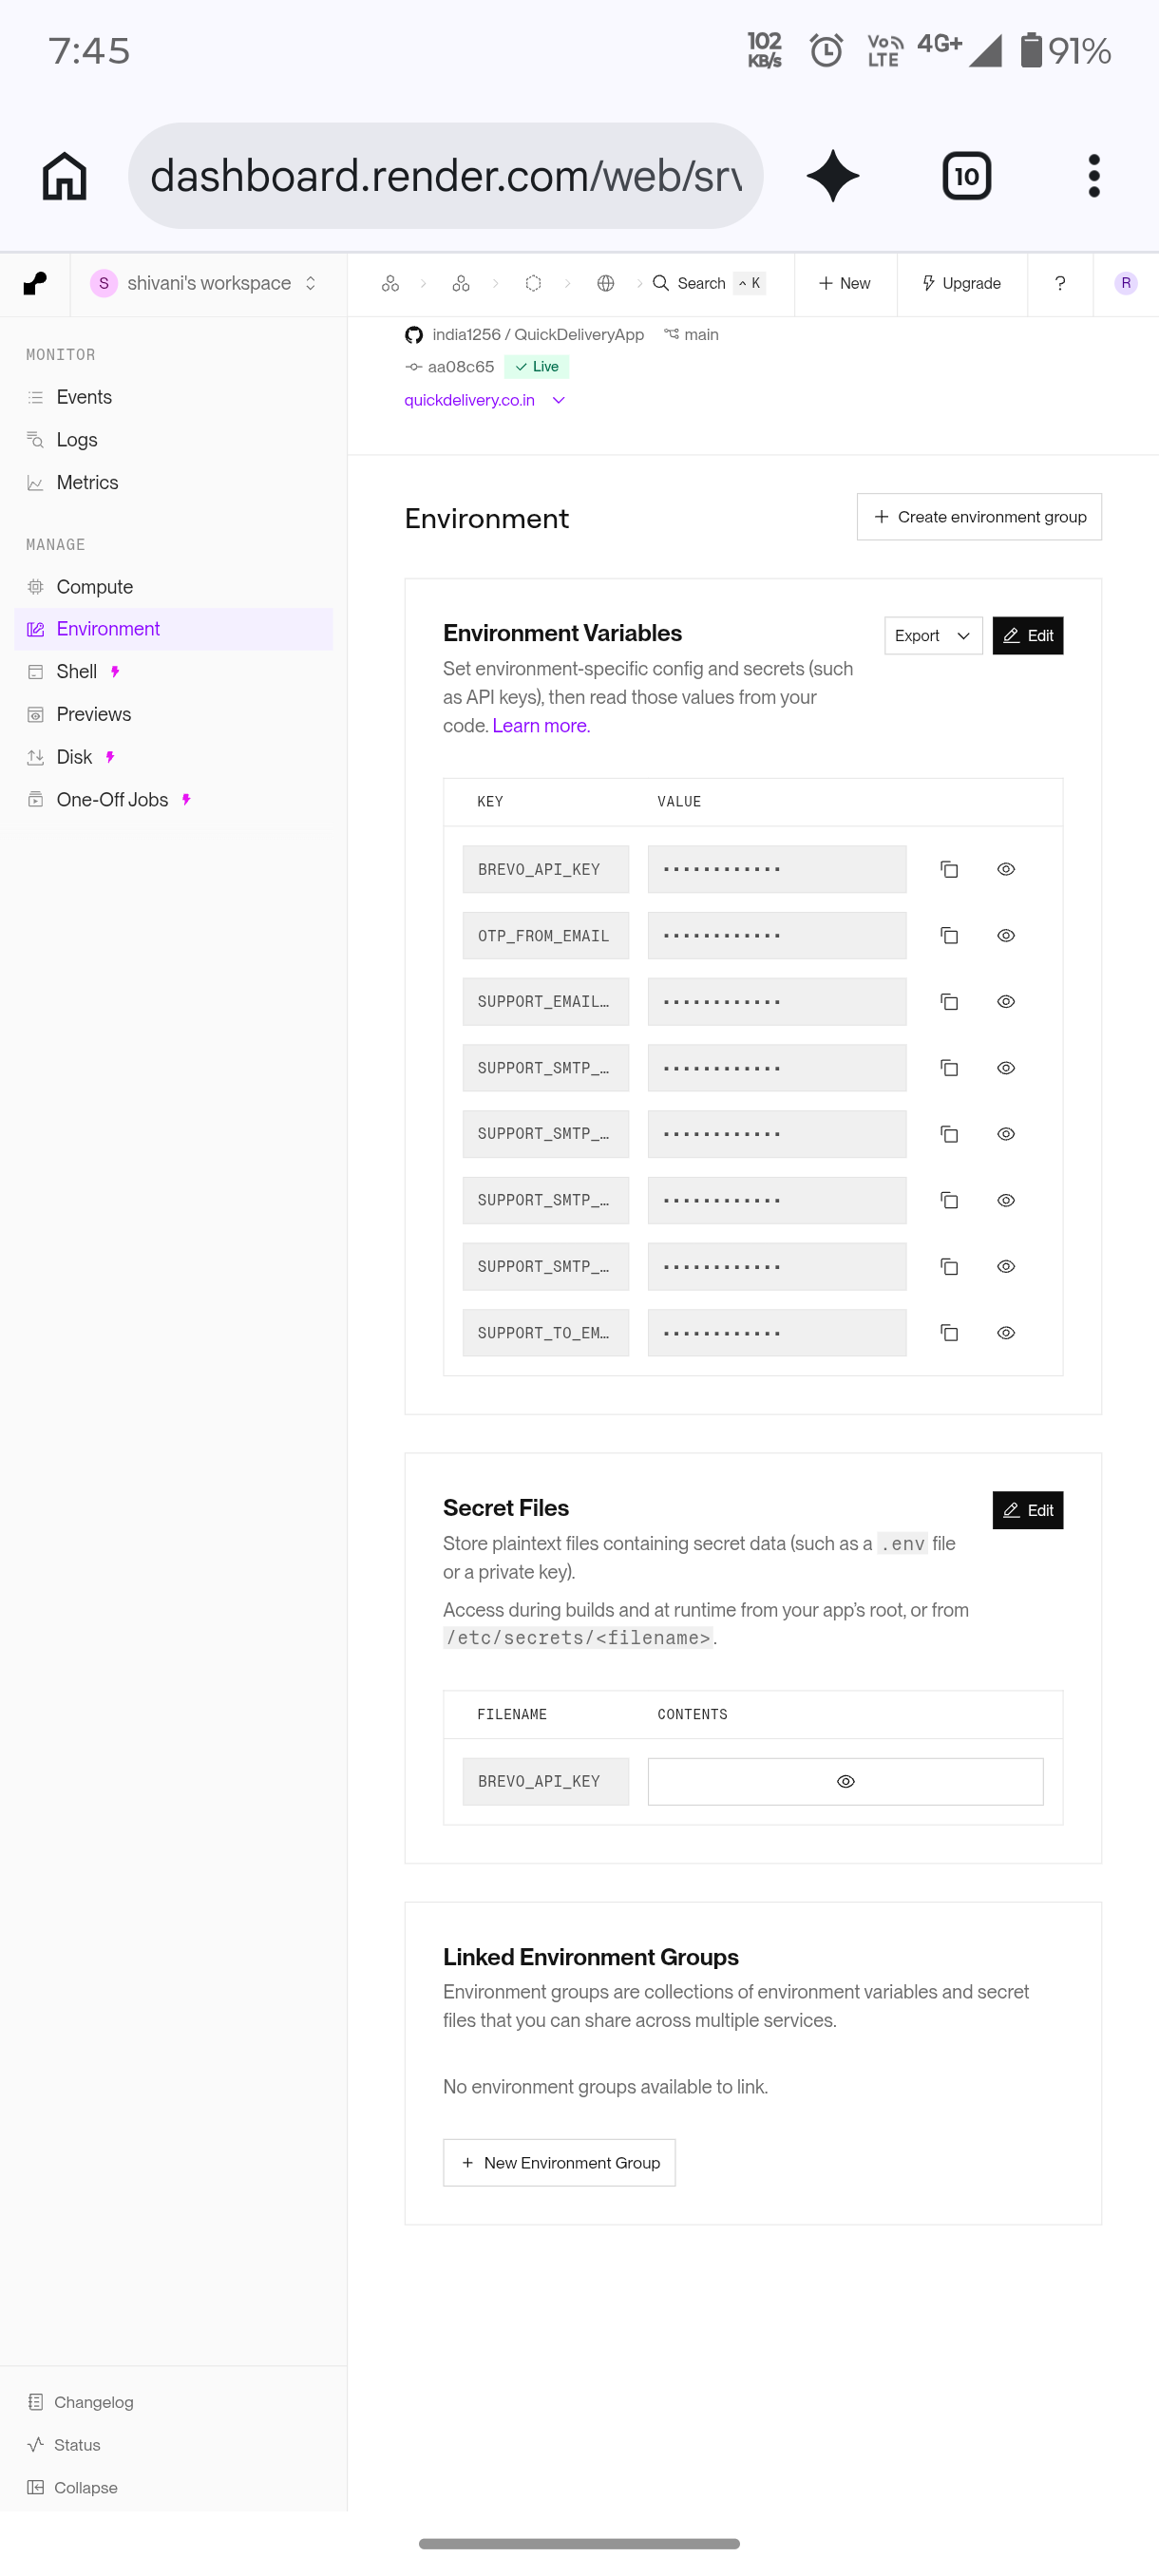 7:45
102 KB/s
Vo LTE
4G+
91%
dashboard.render.com/web/srv
10
S
shivani's workspace
Search
K
New
Upgrade
?
R
MONITOR
Events
Logs
Metrics
MANAGE
Compute
Environment
Shell
Previews
Disk
One-Off Jobs
india1256 / QuickDeliveryApp main
aa08c65 Live
quickdelivery.co.in
Environment
Create environment group
Environment Variables
Export
Edit
Set environment-specific config and secrets (such
as API keys), then read those values from your
code. Learn more.
KEY VALUE
BREVO_API_KEY ••••••••••••
OTP_FROM_EMAIL ••••••••••••
SUPPORT_EMAIL… ••••••••••••
SUPPORT_SMTP_… ••••••••••••
SUPPORT_SMTP_… ••••••••••••
SUPPORT_SMTP_… ••••••••••••
SUPPORT_SMTP_… ••••••••••••
SUPPORT_TO_EM… ••••••••••••
Secret Files
Edit
Store plaintext files containing secret data (such as a .env file
or a private key).
Access during builds and at runtime from your app's root, or from
/etc/secrets/<filename>.
FILENAME CONTENTS
BREVO_API_KEY
Linked Environment Groups
Environment groups are collections of environment variables and secret
files that you can share across multiple services.
No environment groups available to link.
+ New Environment Group
Changelog
Status
Collapse